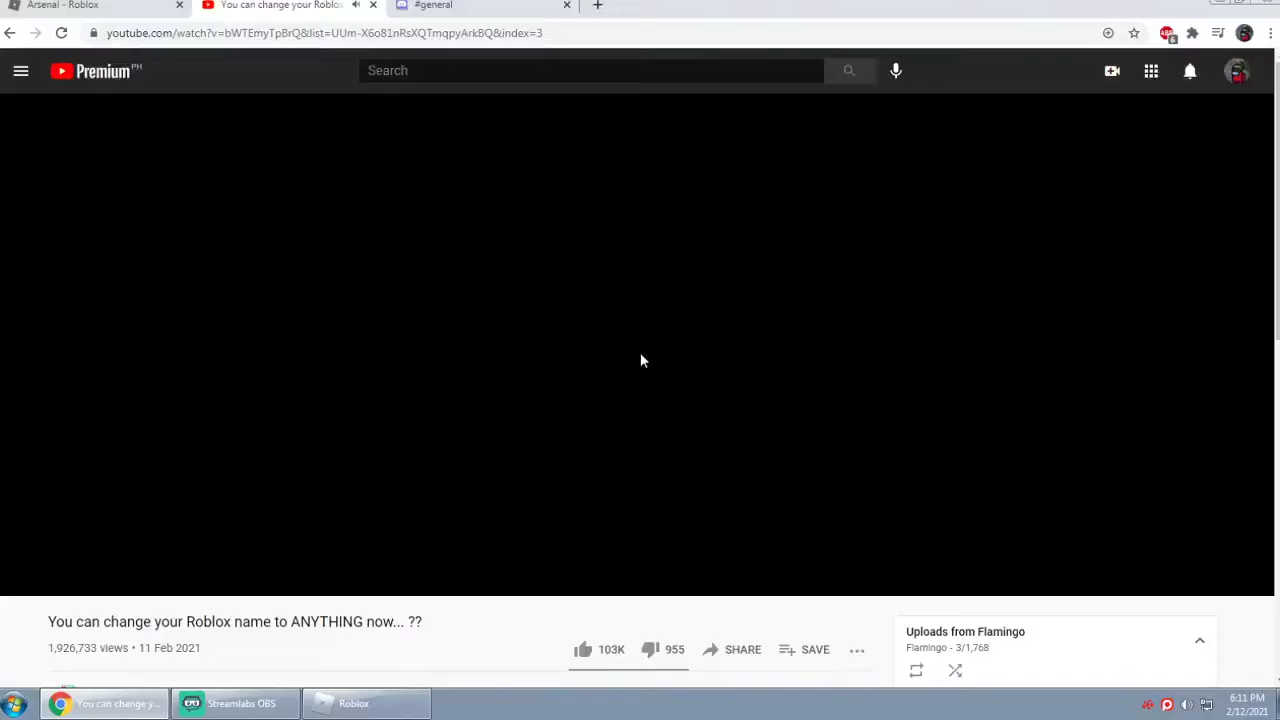 Arsenal - Roblox
You can change your Roblox
#general
youtube.com/watch?v=bWTEmyTpBrQ&list=UUm-X6o81nRsXQTmqpyArkBQ&index=3
6
Premium PH
Search
You can change your Roblox name to ANYTHING now... ??
1,926,733 views • 11 Feb 2021
103K
955
SHARE
SAVE
Uploads from Flamingo
Flamingo - 3/1,768
You can change y...
Streamlabs OBS
Roblox
6:11 PM
2/12/2021